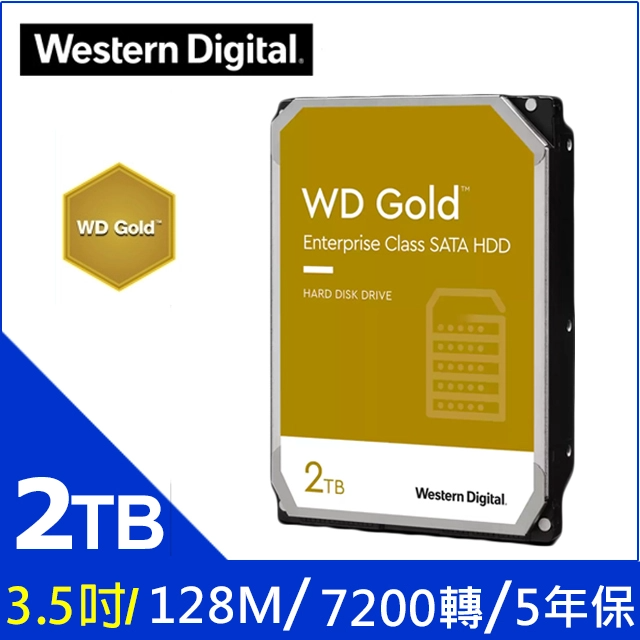 Western Digital.
WD Gold™
WD Gold™
Enterprise Class SATA HDD
HARD DISK DRIVE
2TB
Western Digital.
2TB
3.5吋/128M/7200轉/5年保